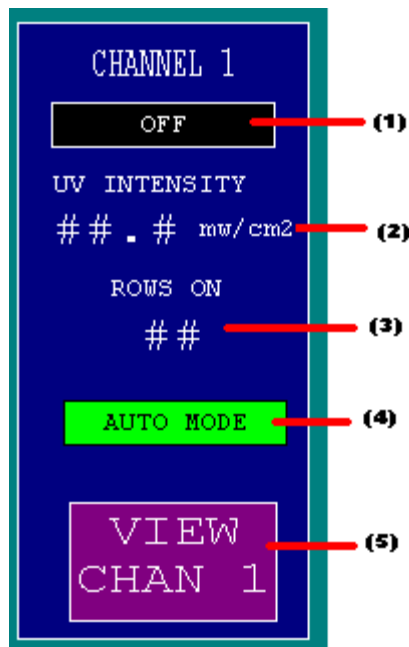 CHANNEL 1
OFF
(1)
UV INTENSITY
##.# mw/cm2
(2)
ROWS ON
##
(3)
AUTO MODE
(4)
VIEW
CHAN 1
(5)